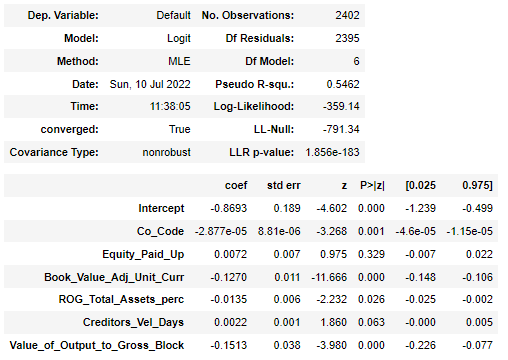 Dep. Variable: Default No. Observations: 2402
Model: Logit Df Residuals: 2395
Method: MLE Df Model: 6
Date: Sun, 10 Jul 2022 Pseudo R-squ.: 0.5462
Time: 11:38:05 Log-Likelihood: -359.14
converged: True LL-Null: -791.34
Covariance Type: nonrobust LLR p-value: 1.856e-183
coef std err z P>|z| [0.025 0.975]
Intercept -0.8693 0.189 -4.602 0.000 -1.239 -0.499
Co_Code -2.877e-05 8.81e-06 -3.268 0.001 -4.6e-05 -1.15e-05
Equity_Paid_Up 0.0072 0.007 0.975 0.329 -0.007 0.022
Book_Value_Adj_Unit_Curr -0.1270 0.011 -11.666 0.000 -0.148 -0.106
ROG_Total_Assets_perc -0.0135 0.006 -2.232 0.026 -0.025 -0.002
Creditors_Vel_Days 0.0022 0.001 1.860 0.063 -0.000 0.005
Value_of_Output_to_Gross_Block -0.1513 0.038 -3.980 0.000 -0.226 -0.077